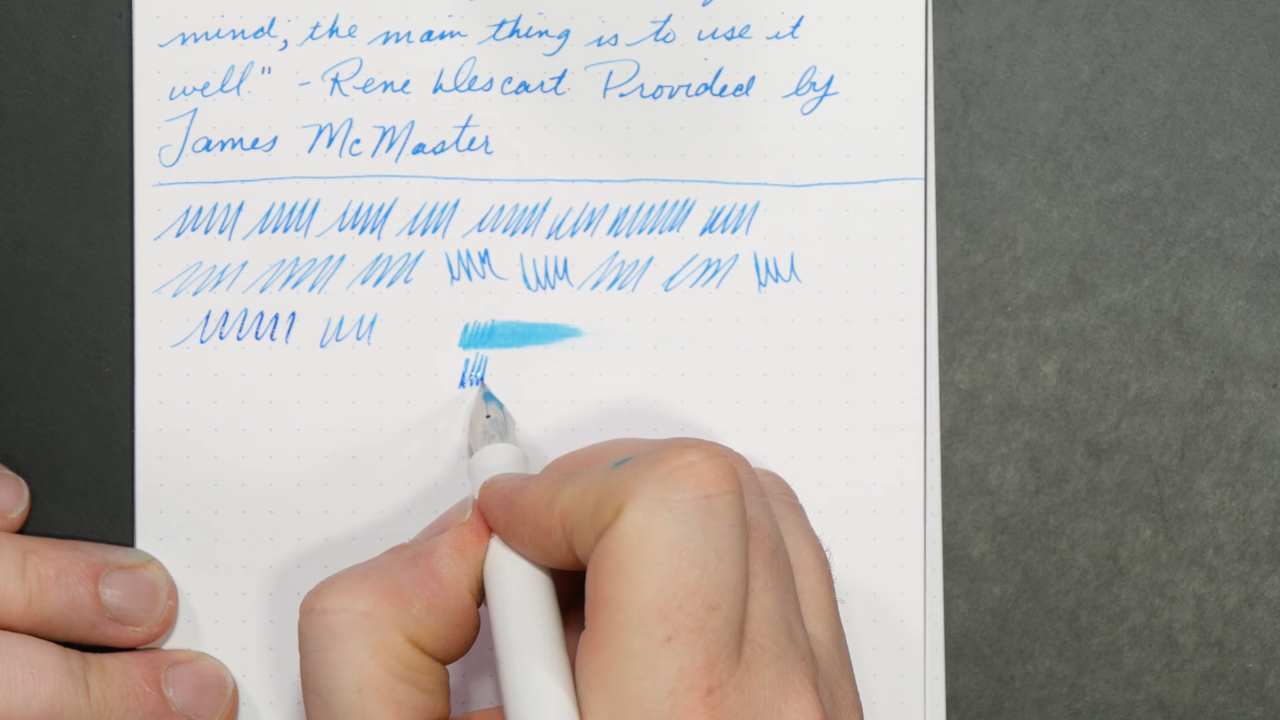 mind, the main thing is to use it
well" - Rene Descart. Provided by
James McMaster